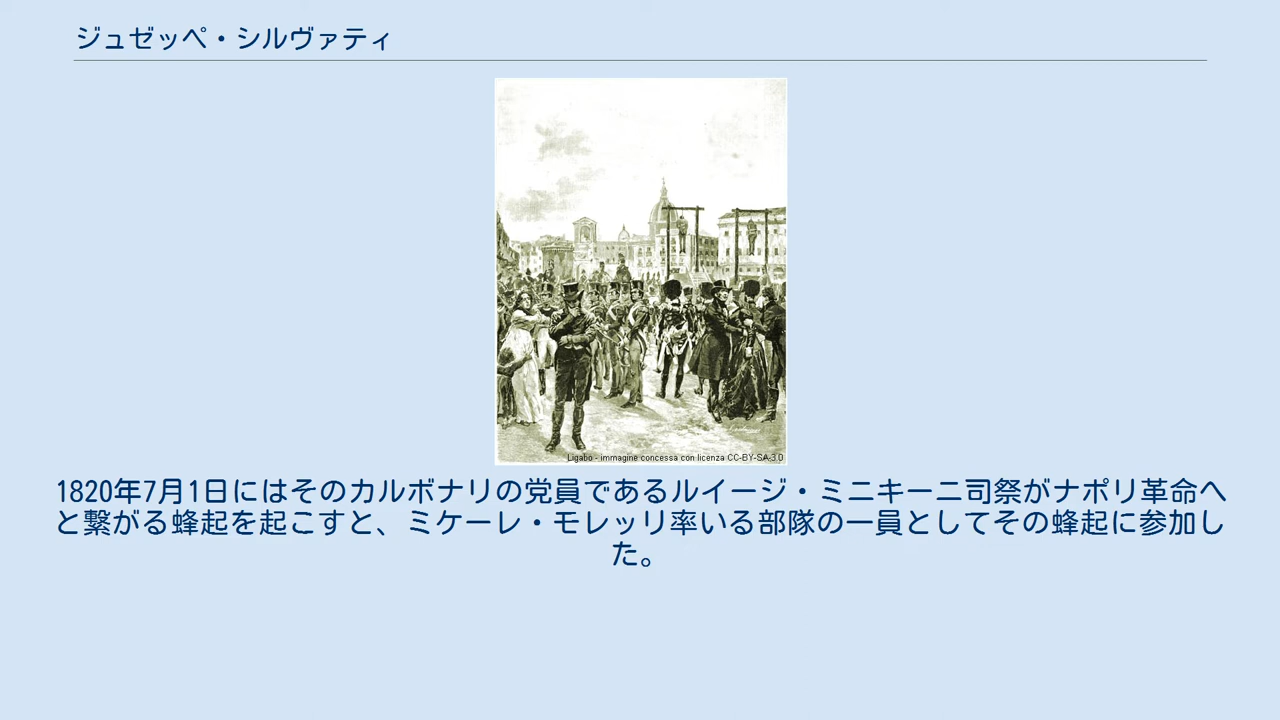 ジュゼッペ・シルヴァティ
Ligabo - immagine concessa con licenza CC-BY-SA-3.0
1820年7月1日にはそのカルボナリの党員であるルイージ・ミニキーニ司祭がナポリ革命へ
と繋がる蜂起を起こすと、ミケーレ・モレッリ率いる部隊の一員としてその蜂起に参加し
た。